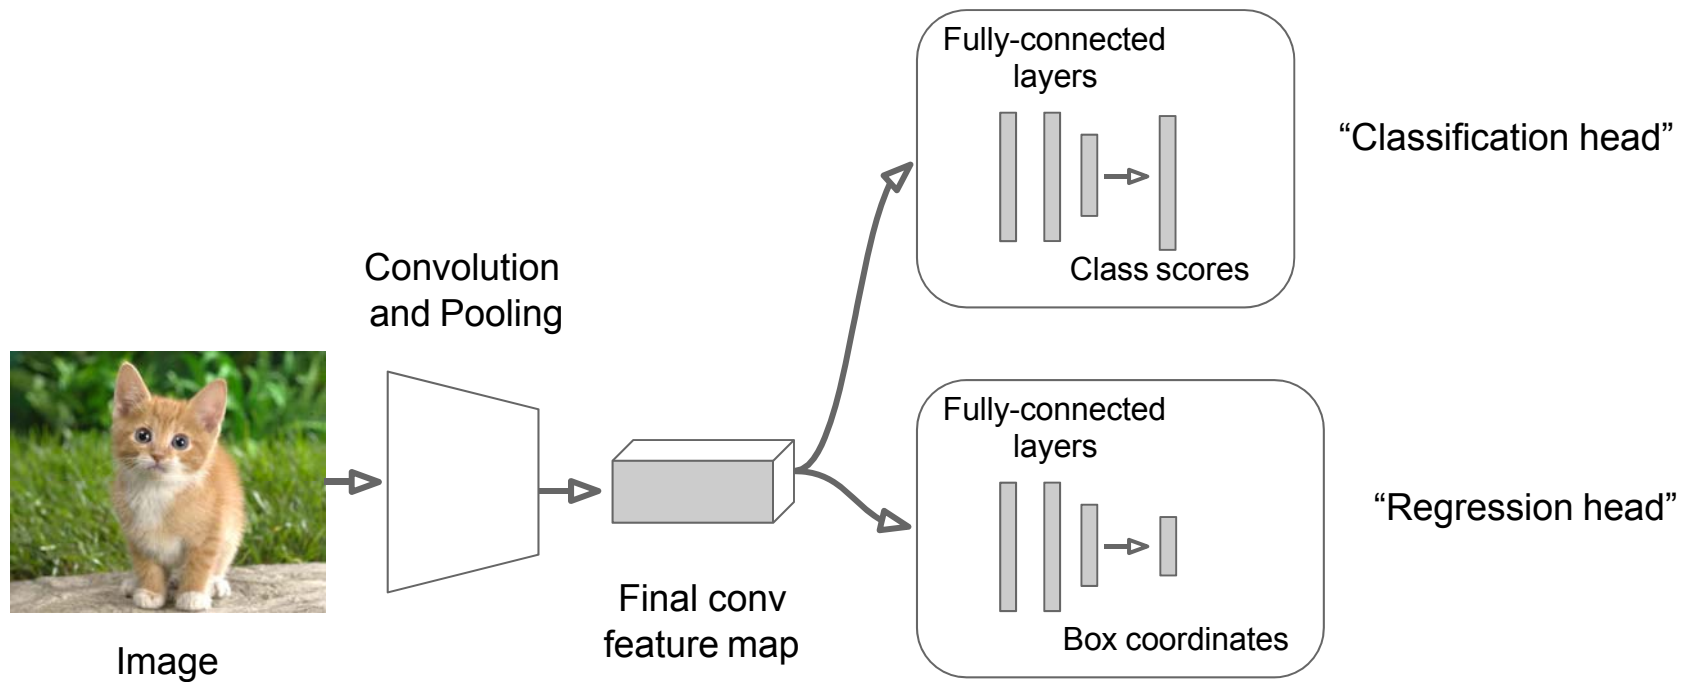 Fully-connected
layers
Class scores
“Classification head”
Convolution
and Pooling
Fully-connected
layers
Box coordinates
“Regression head”
Final conv
feature map
Image